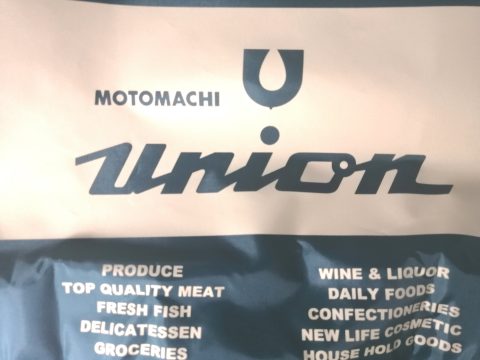 MOTOMACHI
Union
PRODUCE
TOP QUALITY MEAT
FRESH FISH
DELICATESSEN
GROCERIES
WINE & LIQUOR
DAILY FOODS
CONFECTIONERIES
NEW LIFE COSMETIC
HOUSE HOLD GOODS